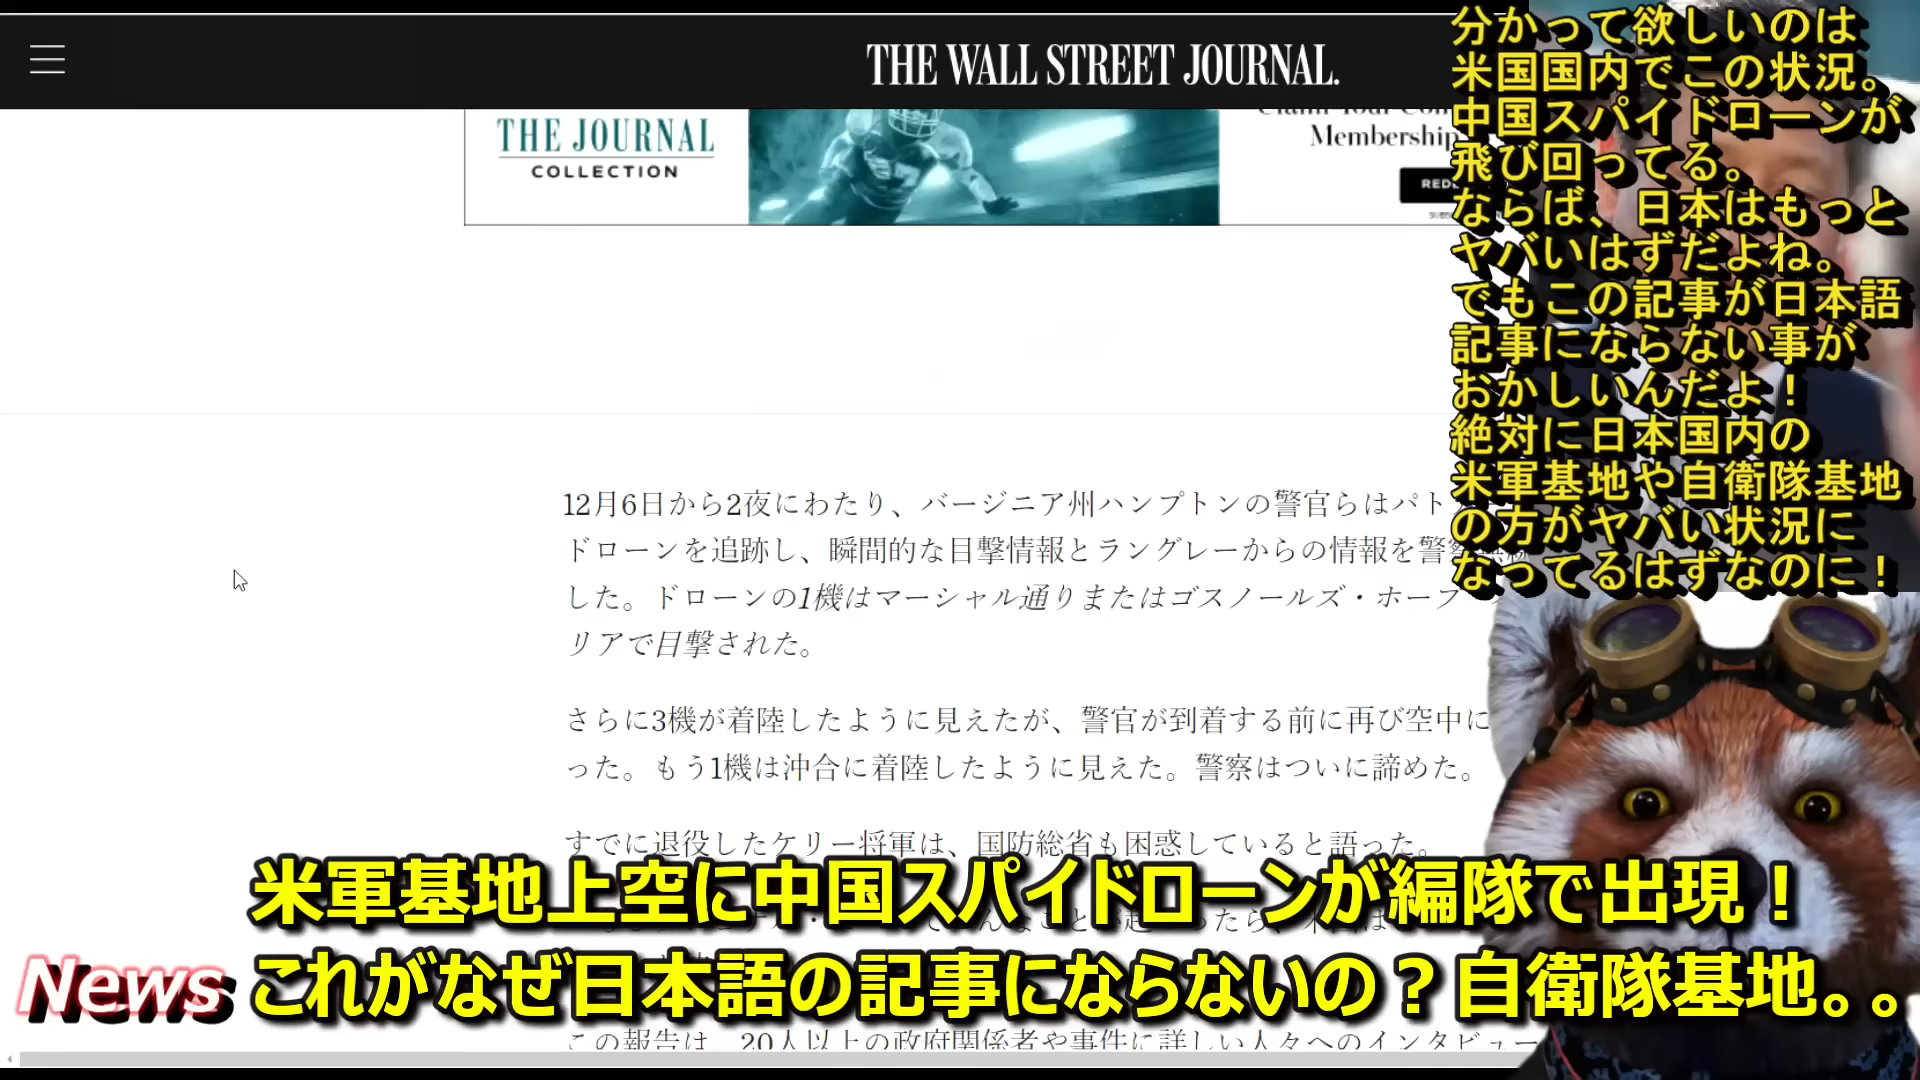 THE WALL STREET JOURNAL.
THE JOURNAL
COLLECTION
Membership
分かって欲しいのは
米国国内でこの状況。
中国スパイドローンが
飛び回ってる。
ならば、日本はもっと
ヤバいはずだよね。
でもこの記事が日本語
記事にならない事が
おかしいんだよ！
絶対に日本国内の
米軍基地や自衛隊基地
の方がヤバい状況に
なってるはずなのに！
12月6日から2夜にわたり、バージニア州ハンプトンの警官らはパト
ドローンを追跡し、瞬間的な目撃情報とラングレーからの情報を警察無線
した。ドローンの1機はマーシャル通りまたはゴスノールズ・ホープ
リアで目撃された。
さらに3機が着陸したように見えたが、警官が到着する前に再び空中に
った。もう1機は沖合に着陸したように見えた。警察はついに諦めた。
すでに退役したケリー将軍は、国防総省も困惑していると語った。
米軍基地上空に中国スパイドローンが編隊で出現！
News これがなぜ日本語の記事にならないの？自衛隊基地。。
この報告は、20人以上の政府関係者や事件に詳しい人々へのインタビュー